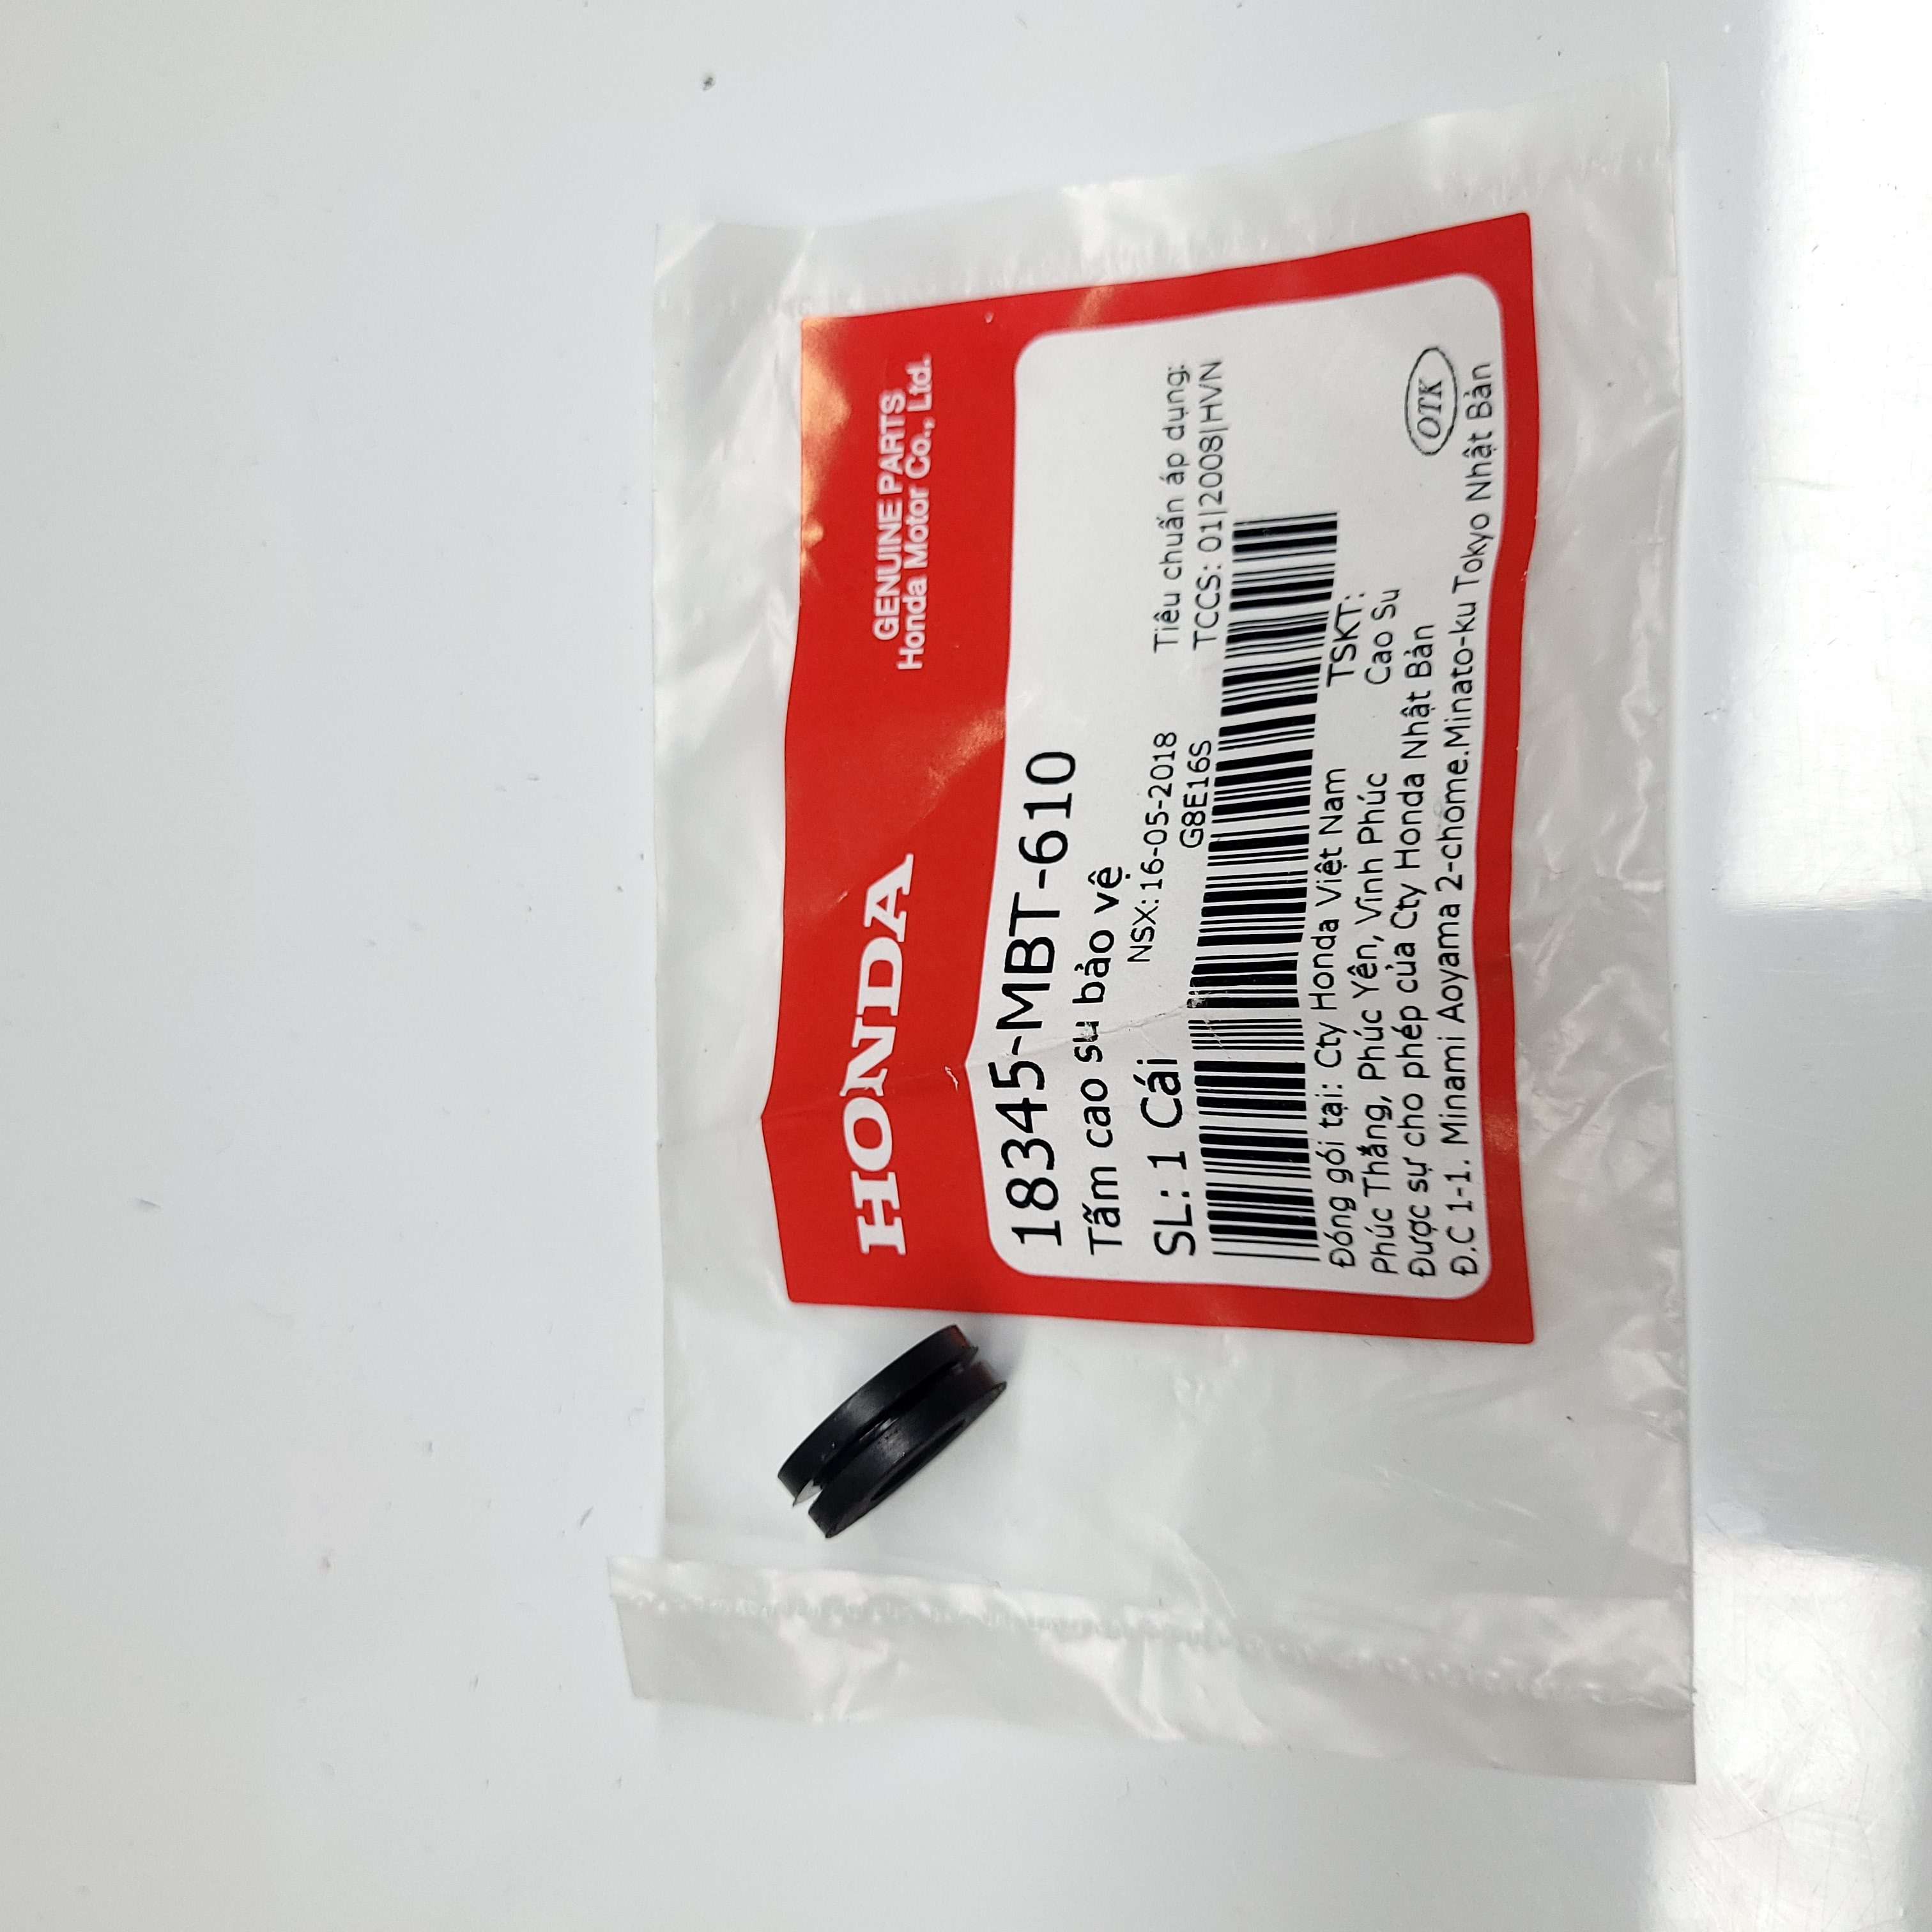 HONDA
GENUINE PARTS
Honda Motor Co., Ltd.
18345-MBT-610
Tấm cao su bảo vệ
SL: 1 Cái
NSX:16-05-2018
G8E16S
Tiêu chuẩn áp dụng:
TCCS: 01|2008|HVN
Đóng gói tại: Cty Honda Việt Nam
Phúc Thắng, Phúc Yên, Vĩnh Phúc
TSKT:
Cao Su
Được sự cho phép của Cty Honda Nhật Bản
Đ.C 1-1. Minami Aoyama 2-chome.Minato-ku Tokyo Nhật Bản
OTK